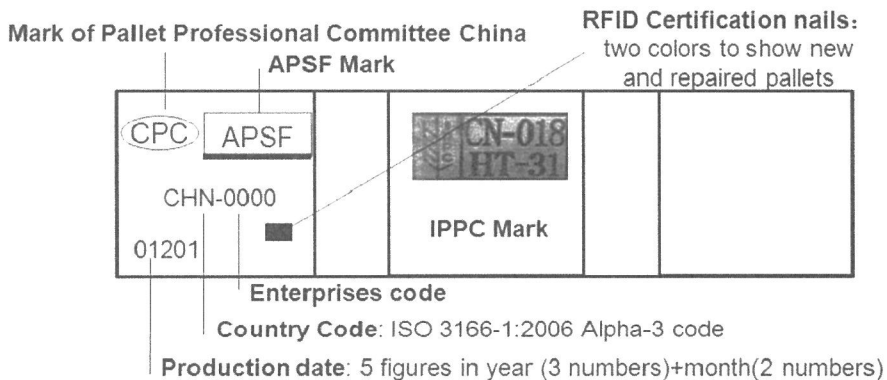 RFID Certification nails:
Mark of Pallet Professional Committee China
two colors to show new
APSF Mark
and repaired pallets
CPC
APSF
CN-018
HT-31
CHN-0000
IPPC Mark
01201
Enterprises code
Country Code: ISO 3166-1:2006 Alpha-3 code
Production date: 5 figures in year (3 numbers)+month(2 numbers)